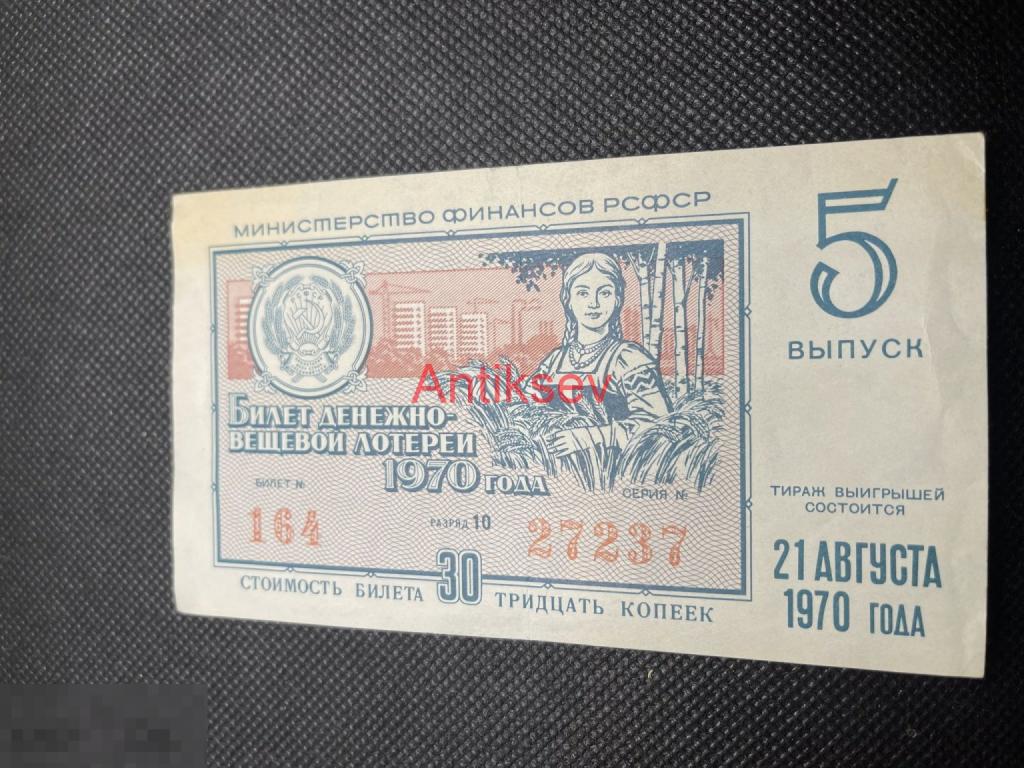 МИНИСТЕРСТВО ФИНАНСОВ РСФСР
РСФСР
БИЛЕТ ДЕНЕЖНО-
ВЕЩЕВОЙ ЛОТЕРЕИ
1970 ГОДА
БИЛЕТ №
СЕРИЯ №
164
РАЗРЯД 10
27237
СТОИМОСТЬ БИЛЕТА 30 ТРИДЦАТЬ КОПЕЕК
5
ВЫПУСК
ТИРАЖ ВЫИГРЫШЕЙ
СОСТОИТСЯ
21 АВГУСТА
1970 ГОДА
Antiksev